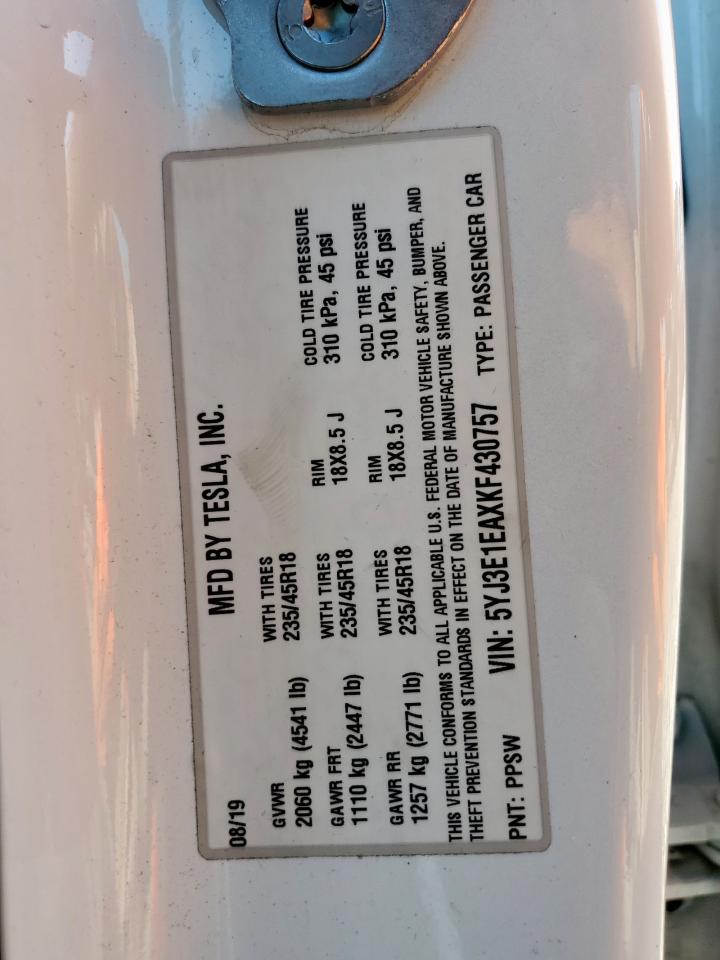 MFD BY TESLA, INC.
08/19
GVWR WITH TIRES
2060 kg (4541 lb) 235/45R18
GAWR FRT WITH TIRES RIM COLD TIRE PRESSURE
1110 kg (2447 lb) 235/45R18 18X8.5 J 310 kPa, 45 psi
GAWR RR WITH TIRES RIM COLD TIRE PRESSURE
1257 kg (2771 lb) 235/45R18 18X8.5 J 310 kPa, 45 psi
THIS VEHICLE CONFORMS TO ALL APPLICABLE U.S. FEDERAL MOTOR VEHICLE SAFETY, BUMPER, AND
THEFT PREVENTION STANDARDS IN EFFECT ON THE DATE OF MANUFACTURE SHOWN ABOVE.
PNT: PPSW VIN: 5YJ3E1EAXKF430757 TYPE: PASSENGER CAR